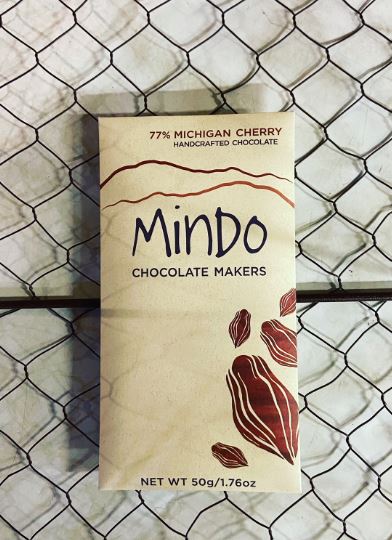 77% MICHIGAN CHERRY
HANDCRAFTED CHOCOLATE
MinDo
CHOCOLATE MAKERS
NET WT 50g/1.76oz